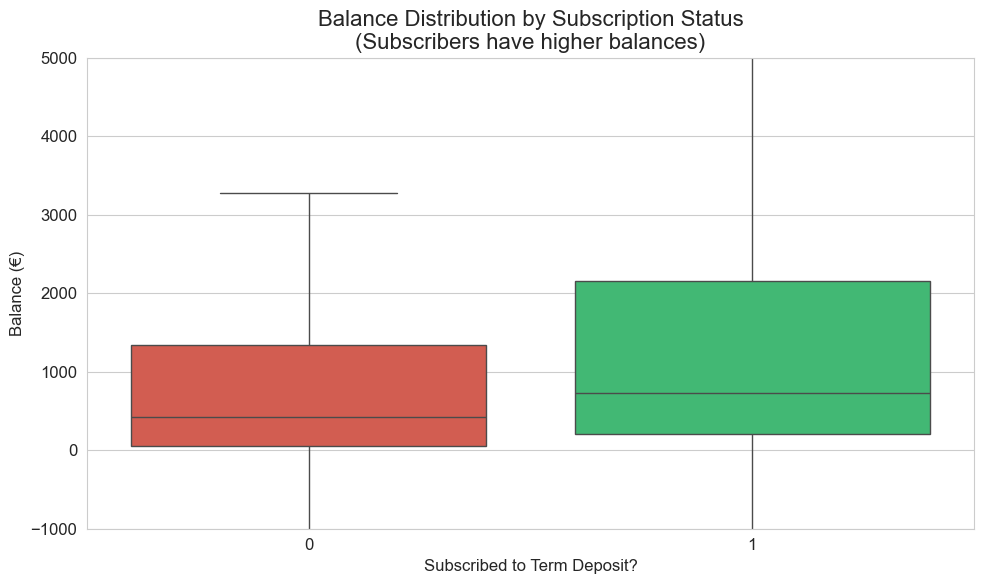 Balance Distribution by Subscription Status
(Subscribers have higher balances)
5000
4000
3000
2000
1000
0
−1000
Balance (€)
0
1
Subscribed to Term Deposit?